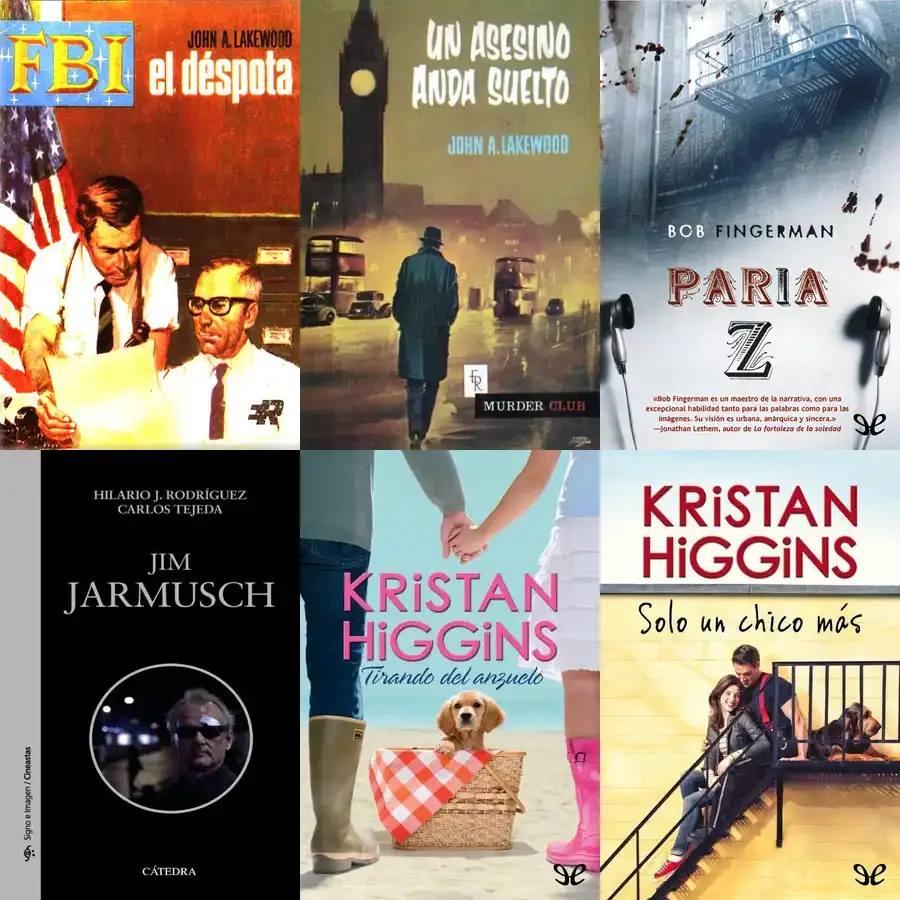 FBI
JOHN A. LAKEWOOD
el déspota
UN ASESINO
ANDA SUELTO
JOHN A. LAKEWOOD
FR
MURDER CLUB
BOB FINGERMAN
PARIA
Z
«Bob Fingerman es un maestro de la narrativa, con una
excepcional habilidad tanto para las palabras como para las
imágenes. Su visión es urbana, anárquica y sincera.»
—Jonathan Lethem, autor de La fortaleza de la soledad
HILARIO J. RODRÍGUEZ
CARLOS TEJEDA
JIM
JARMUSCH
Signo e imagen / Cineastas
CÁTEDRA
KRiSTAN
HiGGiNS
Tirando del anzuelo
KRiSTAN
HiGGiNS
Solo un chico más